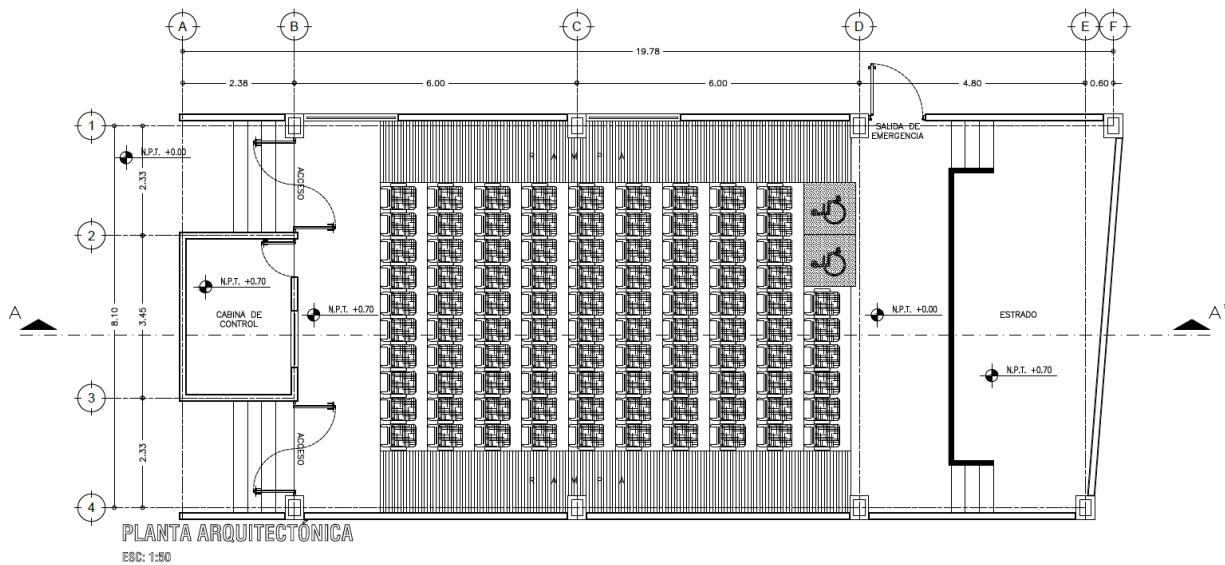 A B C D E F
19.78
2.38 6.00 6.00 4.80 0.60
1
SALIDA DE
EMERGENCIA
R A M P A
N.P.T. +0.00
2.33
ACCESO
2
N.P.T. +0.70
CABINA DE
CONTROL
N.P.T. +0.70
N.P.T. +0.00
ESTRADO
A
A'
8.10
3.45
N.P.T. +0.70
3
2.33
ACCESO
R A M P A
4
PLANTA ARQUITECTÓNICA
ESC: 1:50